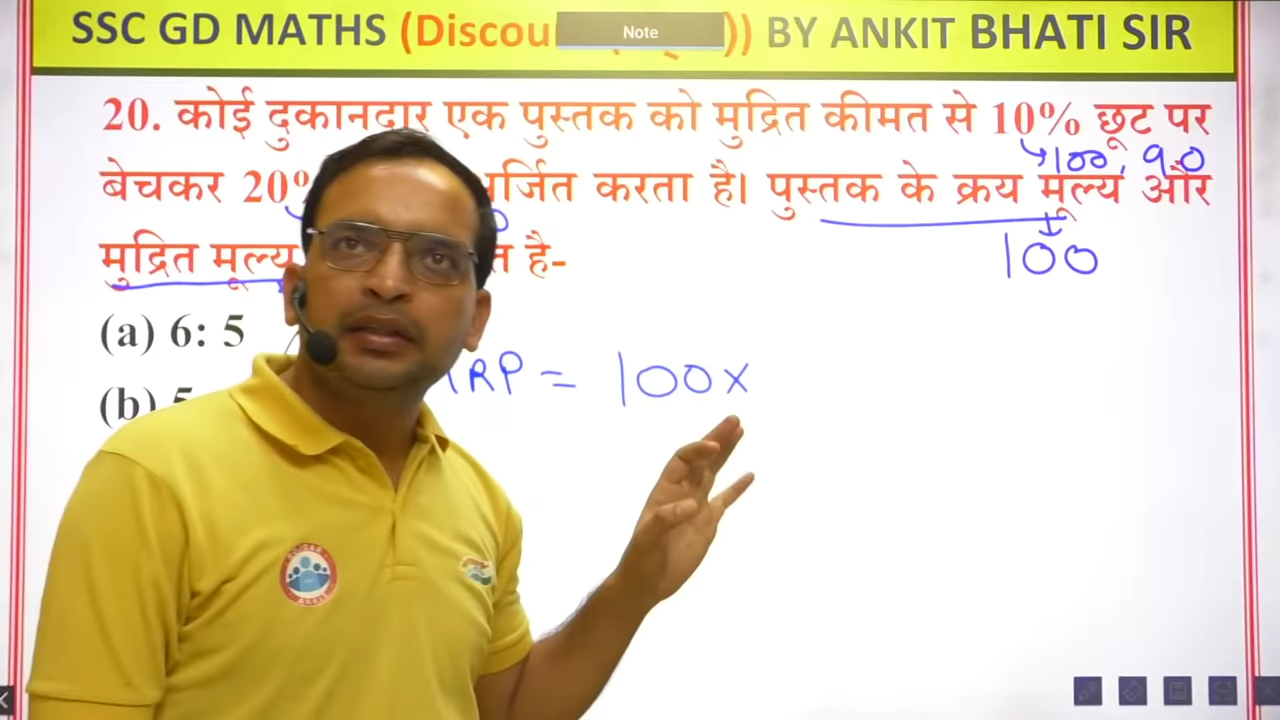 SSC GD MATHS (Discou )) BY ANKIT BHATI SIR
Note
20. कोई दुकानदार एक पुस्तक को मुद्रित कीमत से 10% छूट पर
100, 90
बेचकर 20% अर्जित करता है। पुस्तक के क्रय मूल्य और
100
मुद्रित मूल्य है-
(a) 6: 5
RP = 100x
(b) 5